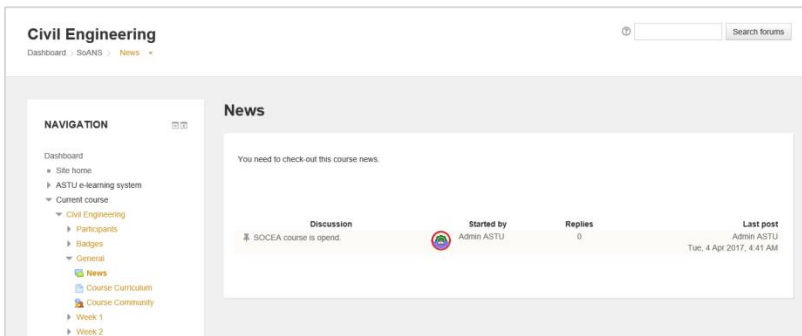 Civil Engineering
Search forums
Dashboard > SoANS > News
NAVIGATION
News
Dashboard
Site home
ASTU e-learning system
Current course
Civil Engineering
Participants
Badges
General
News
Course Curriculum
Course Community
Week 1
Week 2
You need to check-out this course news.
Discussion Started by Replies Last post
SOCEA course is opend. Admin ASTU 0 Admin ASTU
Tue, 4 Apr 2017, 4:41 AM